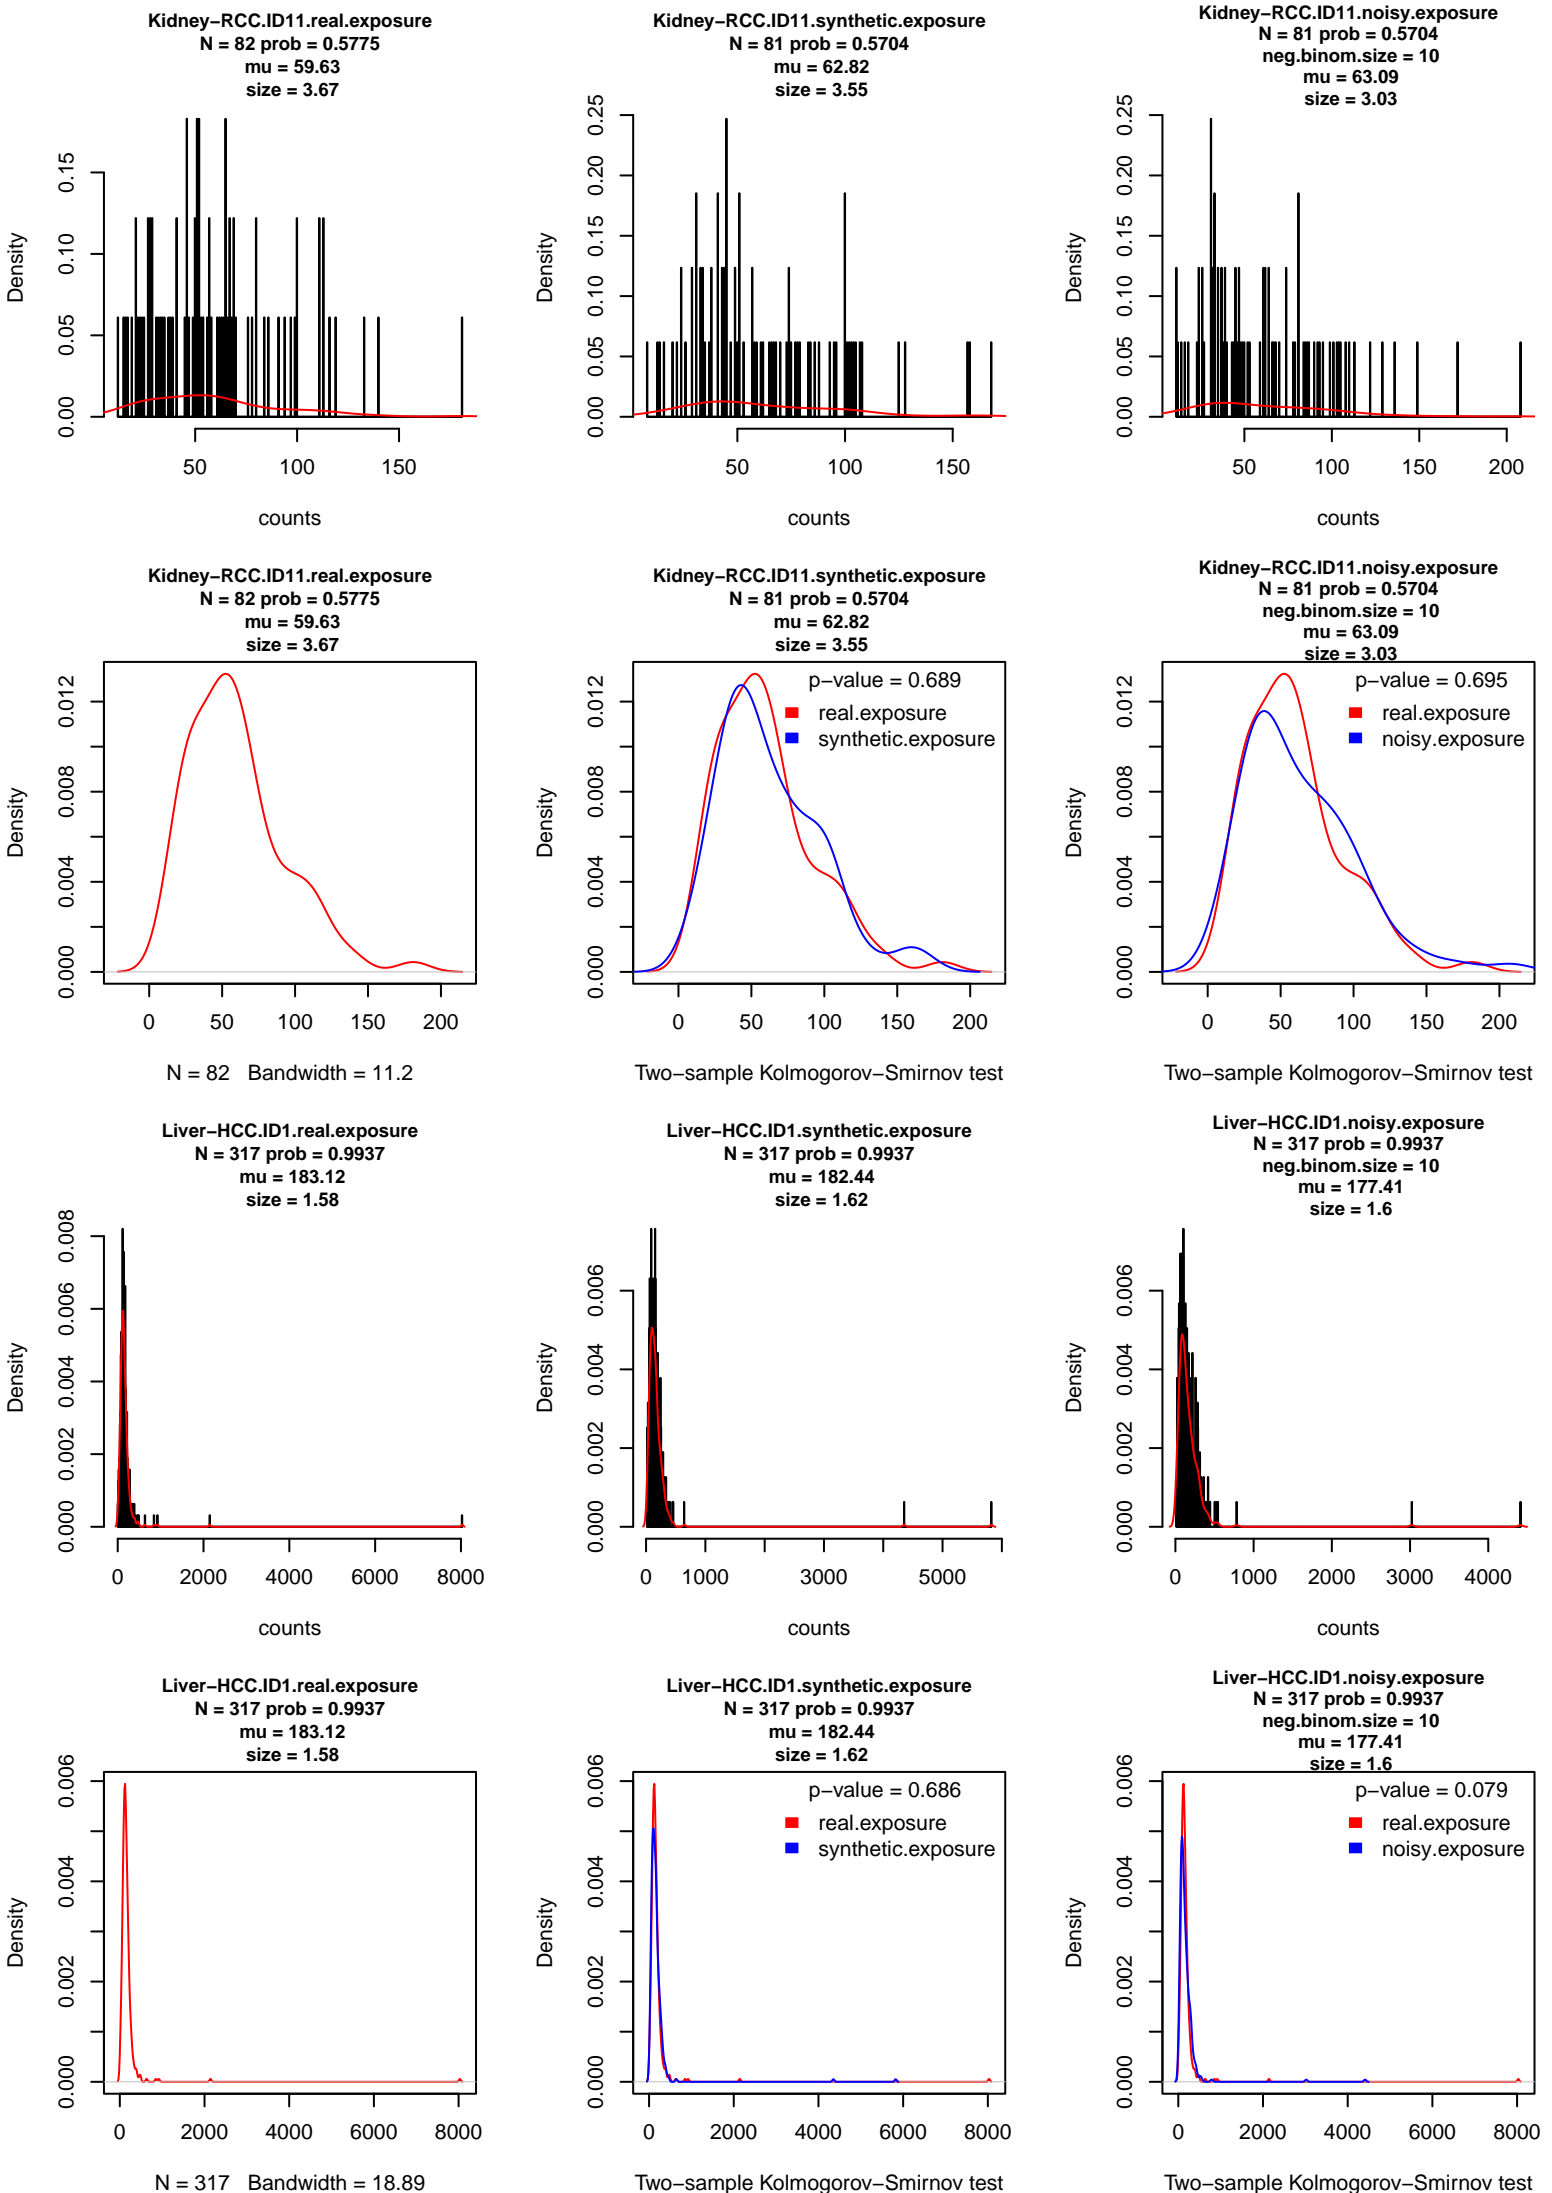 Kidney−RCC.ID11.real.exposure
N = 82 prob = 0.5775
mu = 59.63
size = 3.67
Density
0.00 0.05 0.10 0.15
50 100 150
counts
Kidney−RCC.ID11.synthetic.exposure
N = 81 prob = 0.5704
mu = 62.82
size = 3.55
Density
0.00 0.05 0.10 0.15 0.20 0.25
50 100 150
counts
Kidney−RCC.ID11.noisy.exposure
N = 81 prob = 0.5704
neg.binom.size = 10
mu = 63.09
size = 3.03
Density
0.00 0.05 0.10 0.15 0.20 0.25
50 100 150 200
counts
Kidney−RCC.ID11.real.exposure
N = 82 prob = 0.5775
mu = 59.63
size = 3.67
Density
0.000 0.004 0.008 0.012
0 50 100 150 200
N = 82 Bandwidth = 11.2
Kidney−RCC.ID11.synthetic.exposure
N = 81 prob = 0.5704
mu = 62.82
size = 3.55
p−value = 0.689
real.exposure
synthetic.exposure
Density
0.000 0.004 0.008 0.012
0 50 100 150 200
Two−sample Kolmogorov−Smirnov test
Kidney−RCC.ID11.noisy.exposure
N = 81 prob = 0.5704
neg.binom.size = 10
mu = 63.09
size = 3.03
p−value = 0.695
real.exposure
noisy.exposure
Density
0.000 0.004 0.008 0.012
0 50 100 150 200
Two−sample Kolmogorov−Smirnov test
Liver−HCC.ID1.real.exposure
N = 317 prob = 0.9937
mu = 183.12
size = 1.58
Density
0.000 0.002 0.004 0.006 0.008
0 2000 4000 6000 8000
counts
Liver−HCC.ID1.synthetic.exposure
N = 317 prob = 0.9937
mu = 182.44
size = 1.62
Density
0.000 0.002 0.004 0.006
0 1000 3000 5000
counts
Liver−HCC.ID1.noisy.exposure
N = 317 prob = 0.9937
neg.binom.size = 10
mu = 177.41
size = 1.6
Density
0.000 0.002 0.004 0.006
0 1000 2000 3000 4000
counts
Liver−HCC.ID1.real.exposure
N = 317 prob = 0.9937
mu = 183.12
size = 1.58
Density
0.000 0.002 0.004 0.006
0 2000 4000 6000 8000
N = 317 Bandwidth = 18.89
Liver−HCC.ID1.synthetic.exposure
N = 317 prob = 0.9937
mu = 182.44
size = 1.62
p−value = 0.686
real.exposure
synthetic.exposure
Density
0.000 0.002 0.004 0.006
0 2000 4000 6000 8000
Two−sample Kolmogorov−Smirnov test
Liver−HCC.ID1.noisy.exposure
N = 317 prob = 0.9937
neg.binom.size = 10
mu = 177.41
size = 1.6
p−value = 0.079
real.exposure
noisy.exposure
Density
0.000 0.002 0.004 0.006
0 2000 4000 6000 8000
Two−sample Kolmogorov−Smirnov test